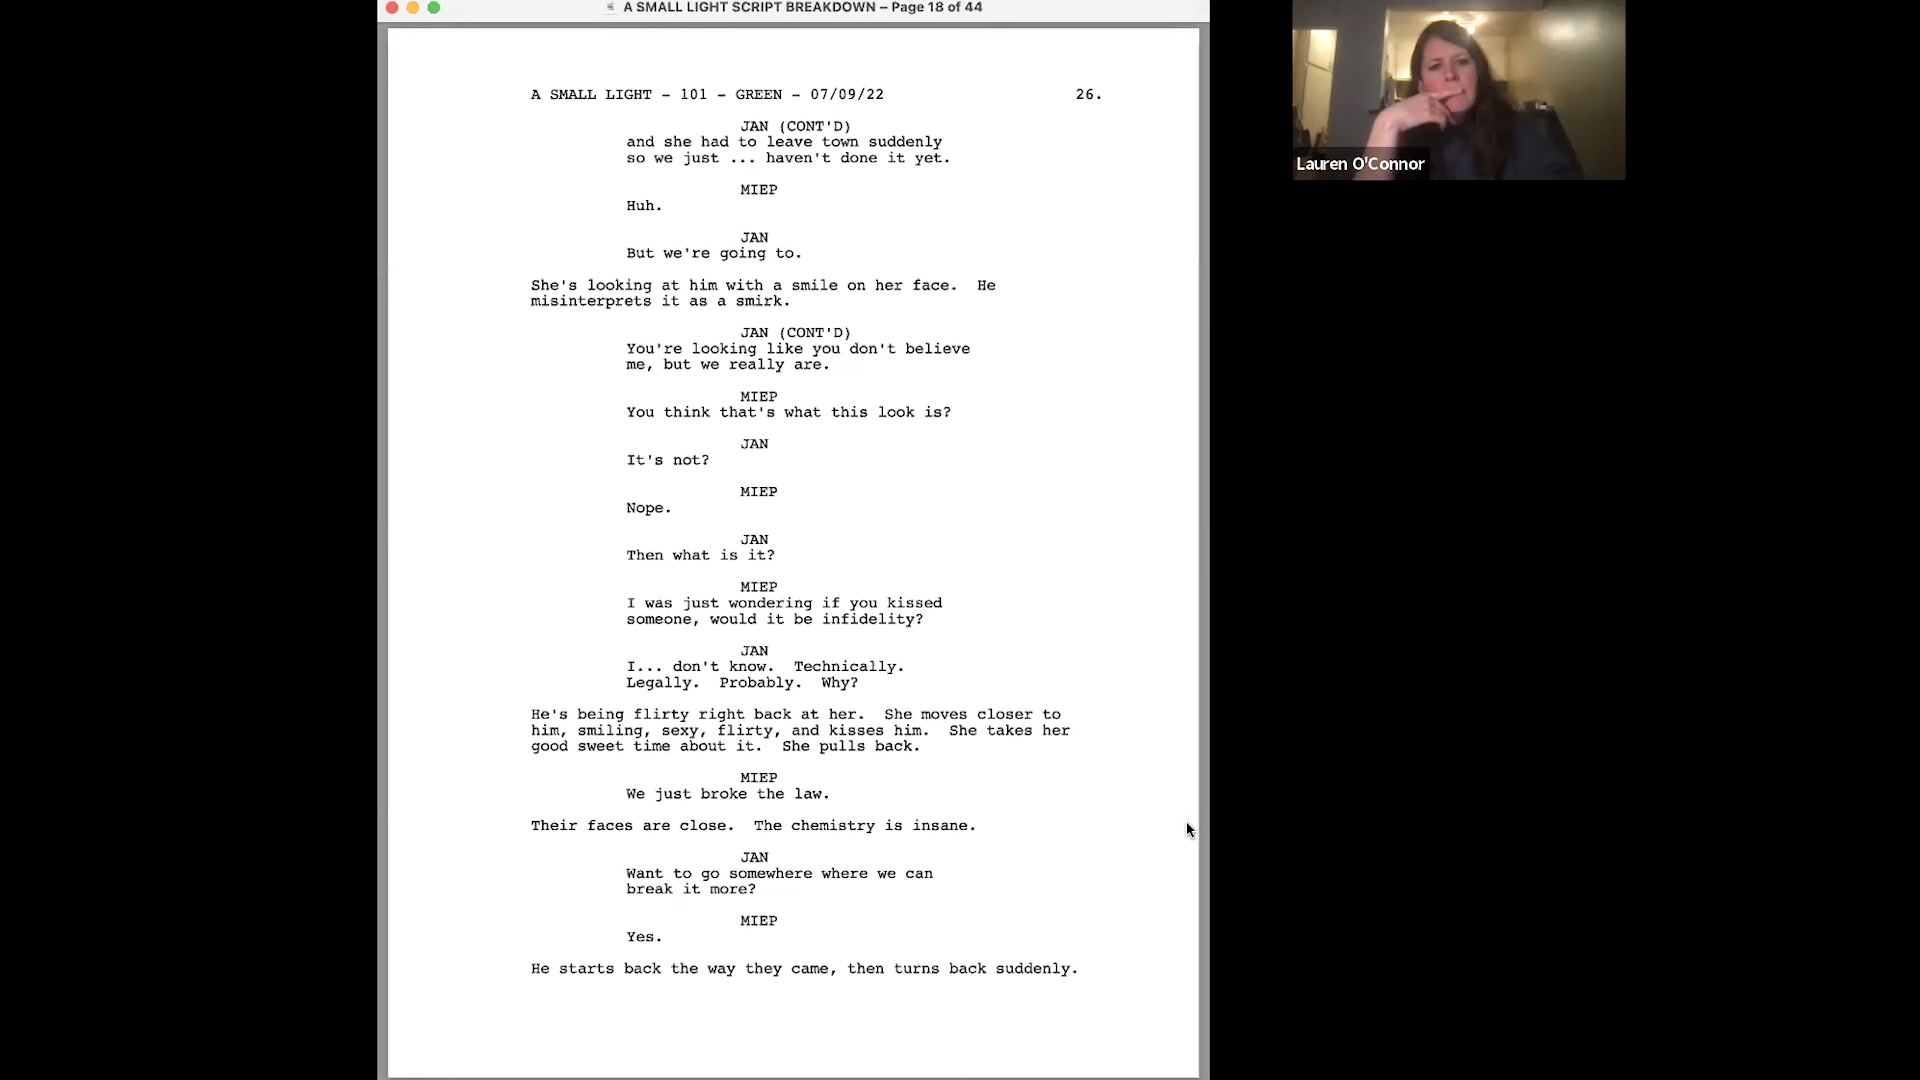 A SMALL LIGHT SCRIPT BREAKDOWN – Page 18 of 44
A SMALL LIGHT - 101 - GREEN - 07/09/22 26.
JAN (CONT'D)
and she had to leave town suddenly
so we just ... haven't done it yet.
MIEP
Huh.
JAN
But we're going to.
She's looking at him with a smile on her face. He
misinterprets it as a smirk.
JAN (CONT'D)
You're looking like you don't believe
me, but we really are.
MIEP
You think that's what this look is?
JAN
It's not?
MIEP
Nope.
JAN
Then what is it?
MIEP
I was just wondering if you kissed
someone, would it be infidelity?
JAN
I... don't know. Technically.
Legally. Probably. Why?
He's being flirty right back at her. She moves closer to
him, smiling, sexy, flirty, and kisses him. She takes her
good sweet time about it. She pulls back.
MIEP
We just broke the law.
Their faces are close. The chemistry is insane.
JAN
Want to go somewhere where we can
break it more?
MIEP
Yes.
He starts back the way they came, then turns back suddenly.
Lauren O'Connor